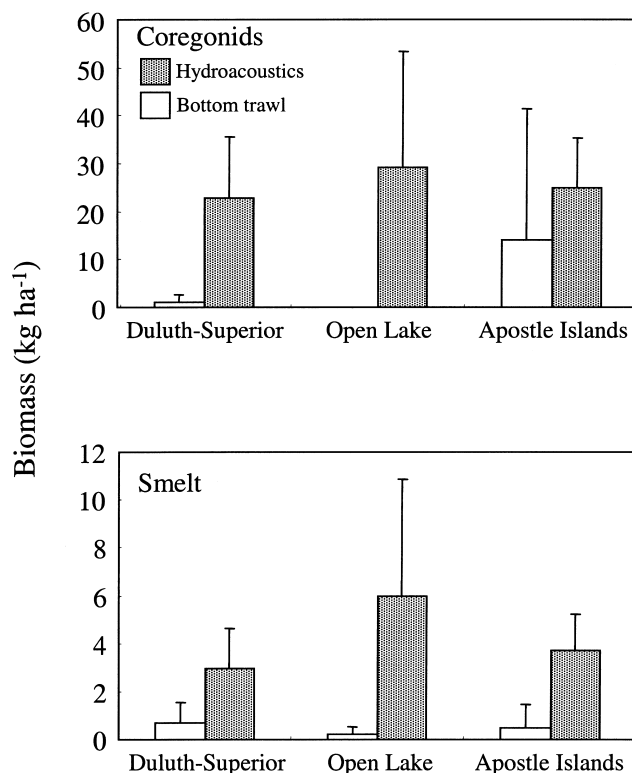 Coregonids
Hydroacoustics
Bottom trawl
60
50
40
30
20
10
0
Duluth-Superior Open Lake Apostle Islands
Biomass (kg ha-1)
Smelt
12
10
8
6
4
2
0
Duluth-Superior Open Lake Apostle Islands